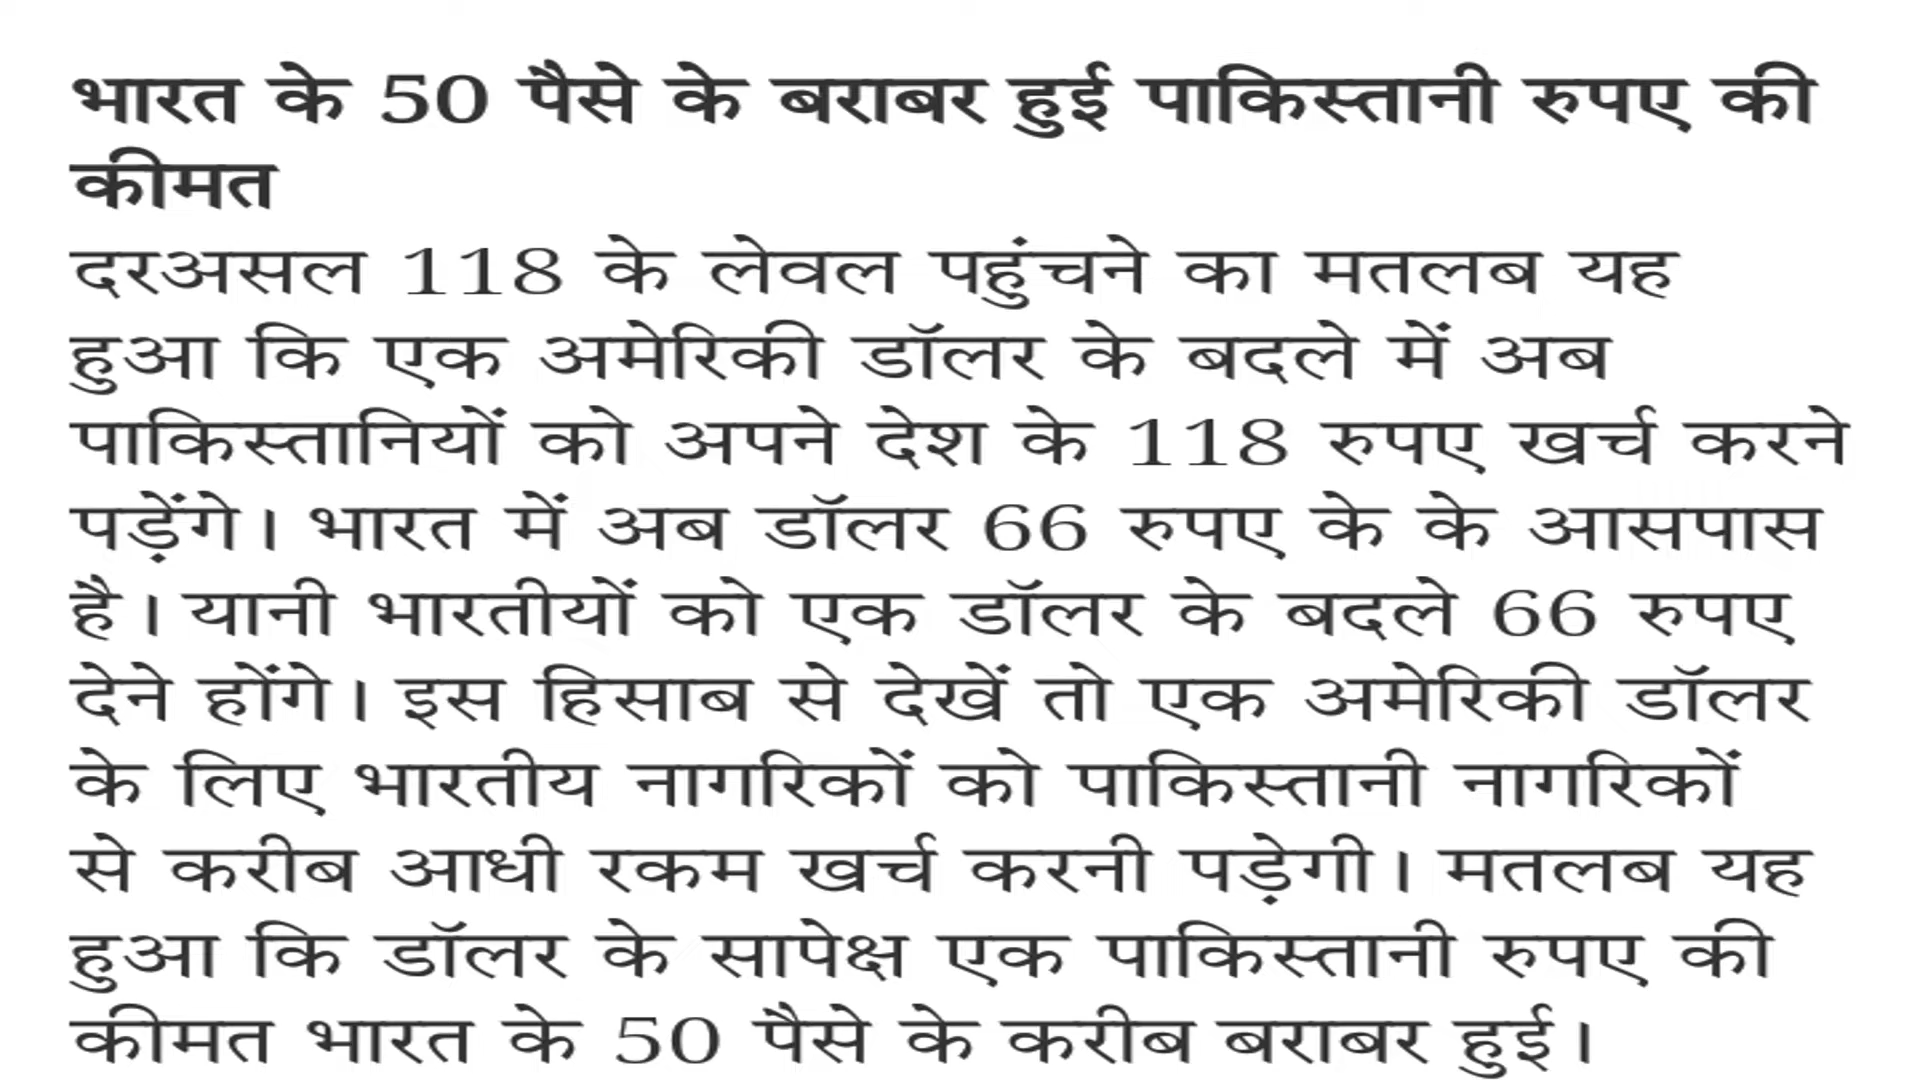 भारत के 50 पैसे के बराबर हुई पाकिस्तानी रुपए की
कीमत
दरअसल 118 के लेवल पहुंचने का मतलब यह
हुआ कि एक अमेरिकी डॉलर के बदले में अब
पाकिस्तानियों को अपने देश के 118 रुपए खर्च करने
पड़ेंगे। भारत में अब डॉलर 66 रुपए के के आसपास
है। यानी भारतीयों को एक डॉलर के बदले 66 रुपए
देने होंगे। इस हिसाब से देखें तो एक अमेरिकी डॉलर
के लिए भारतीय नागरिकों को पाकिस्तानी नागरिकों
से करीब आधी रकम खर्च करनी पड़ेगी। मतलब यह
हुआ कि डॉलर के सापेक्ष एक पाकिस्तानी रुपए की
कीमत भारत के 50 पैसे के करीब बराबर हुई।